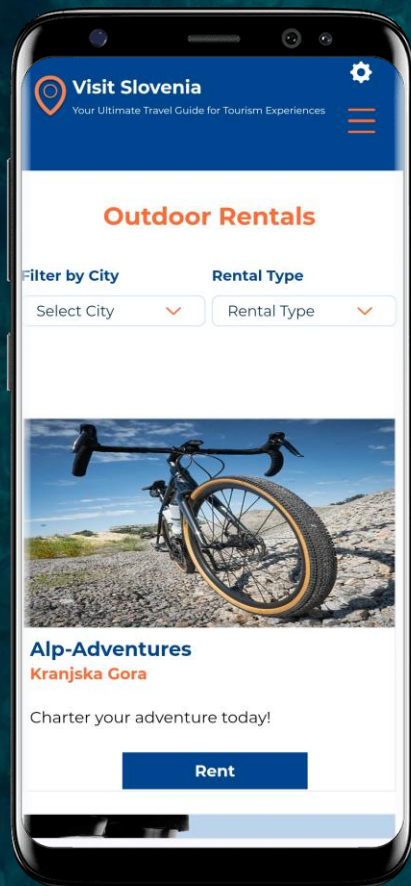 Visit Slovenia
Your Ultimate Travel Guide for Tourism Experiences
Outdoor Rentals
Filter by City Rental Type
Select City Rental Type
Alp-Adventures
Kranjska Gora
Charter your adventure today!
Rent